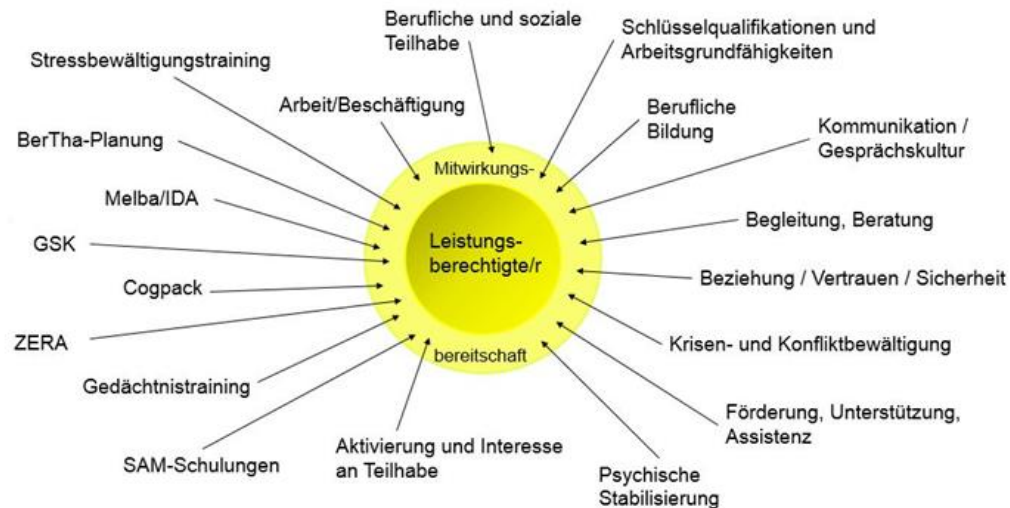 Berufliche und soziale
Teilhabe
Schlüsselqualifikationen und
Arbeitsgrundfähigkeiten
Stressbewältigungstraining
Arbeit/Beschäftigung
Berufliche
Bildung
BerTha-Planung
Kommunikation /
Gesprächskultur
Mitwirkungs-
Melba/IDA
Begleitung, Beratung
GSK
Leistungs-
berechtigte/r
Beziehung / Vertrauen / Sicherheit
Cogpack
ZERA
Krisen- und Konfliktbewältigung
bereitschaft
Gedächtnistraining
Förderung, Unterstützung,
Assistenz
Aktivierung und Interesse
an Teilhabe
SAM-Schulungen
Psychische
Stabilisierung